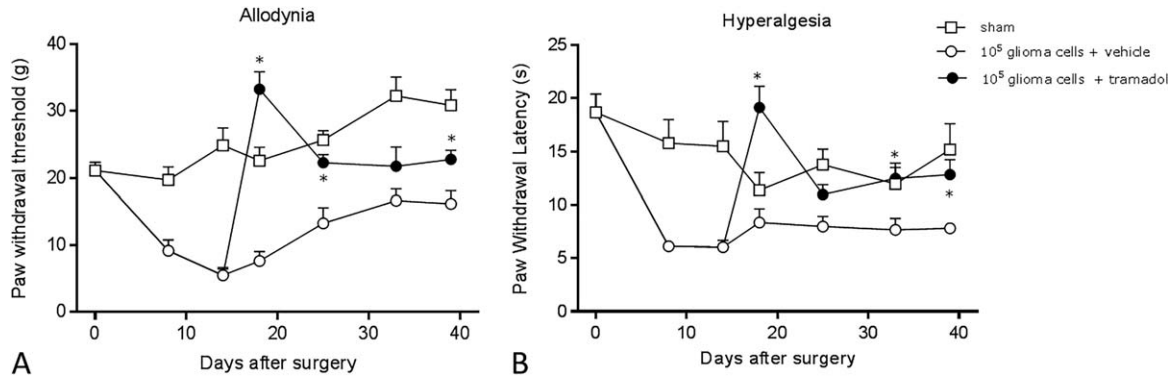 Allodynia
Paw withdrawal threshold (g)
40
30
20
10
0
*
*
*
0 10 20 30 40
Days after surgery
A
Hyperalgesia
Paw Withdrawal Latency (s)
25
20
15
10
5
0
*
*
*
0 10 20 30 40
Days after surgery
B
sham
10⁵ glioma cells + vehicle
10⁵ glioma cells + tramadol